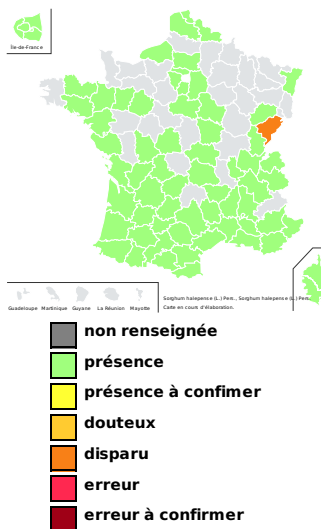 Île-de-France
Guadeloupe Martinique Guyane La Réunion Mayotte
Sorghum halepense (L.) Pers., Sorghum halepense (L.) Pers.
Carte en cours d'élaboration.
non renseignée
présence
présence à confimer
douteux
disparu
erreur
erreur à confirmer